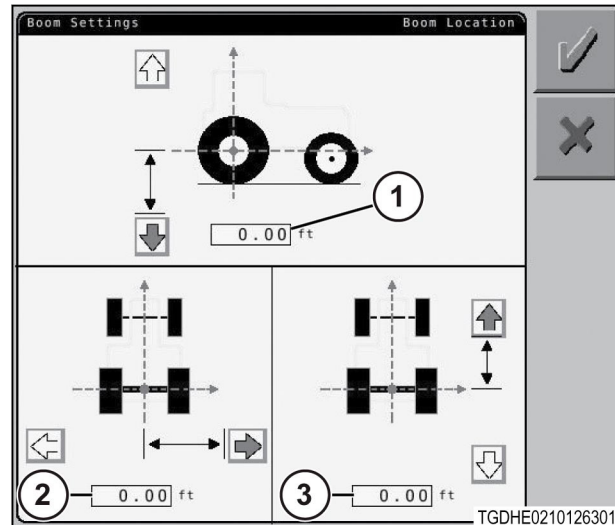 Boom Settings Boom Location
1
0.00 ft
2
0.00 ft
3
0.00 ft
TGDHE0210126301